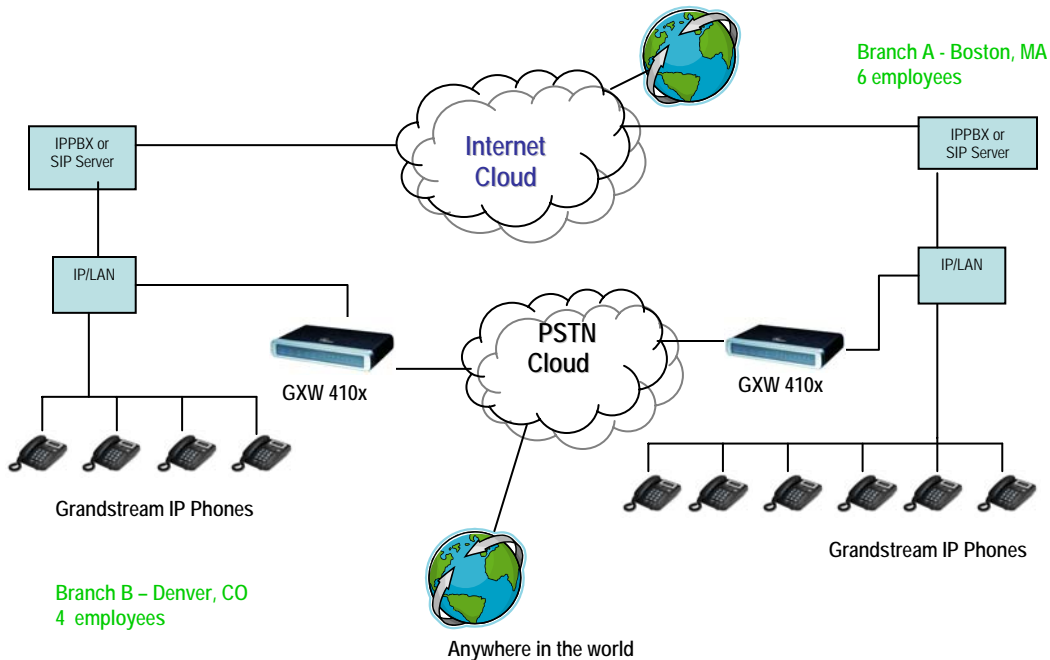 Branch A - Boston, MA
6 employees
IPPBX or
SIP Server
Internet
Cloud
IPPBX or
SIP Server
IP/LAN
IP/LAN
PSTN
Cloud
GXW 410x
GXW 410x
Grandstream IP Phones
Grandstream IP Phones
Branch B – Denver, CO
4 employees
Anywhere in the world